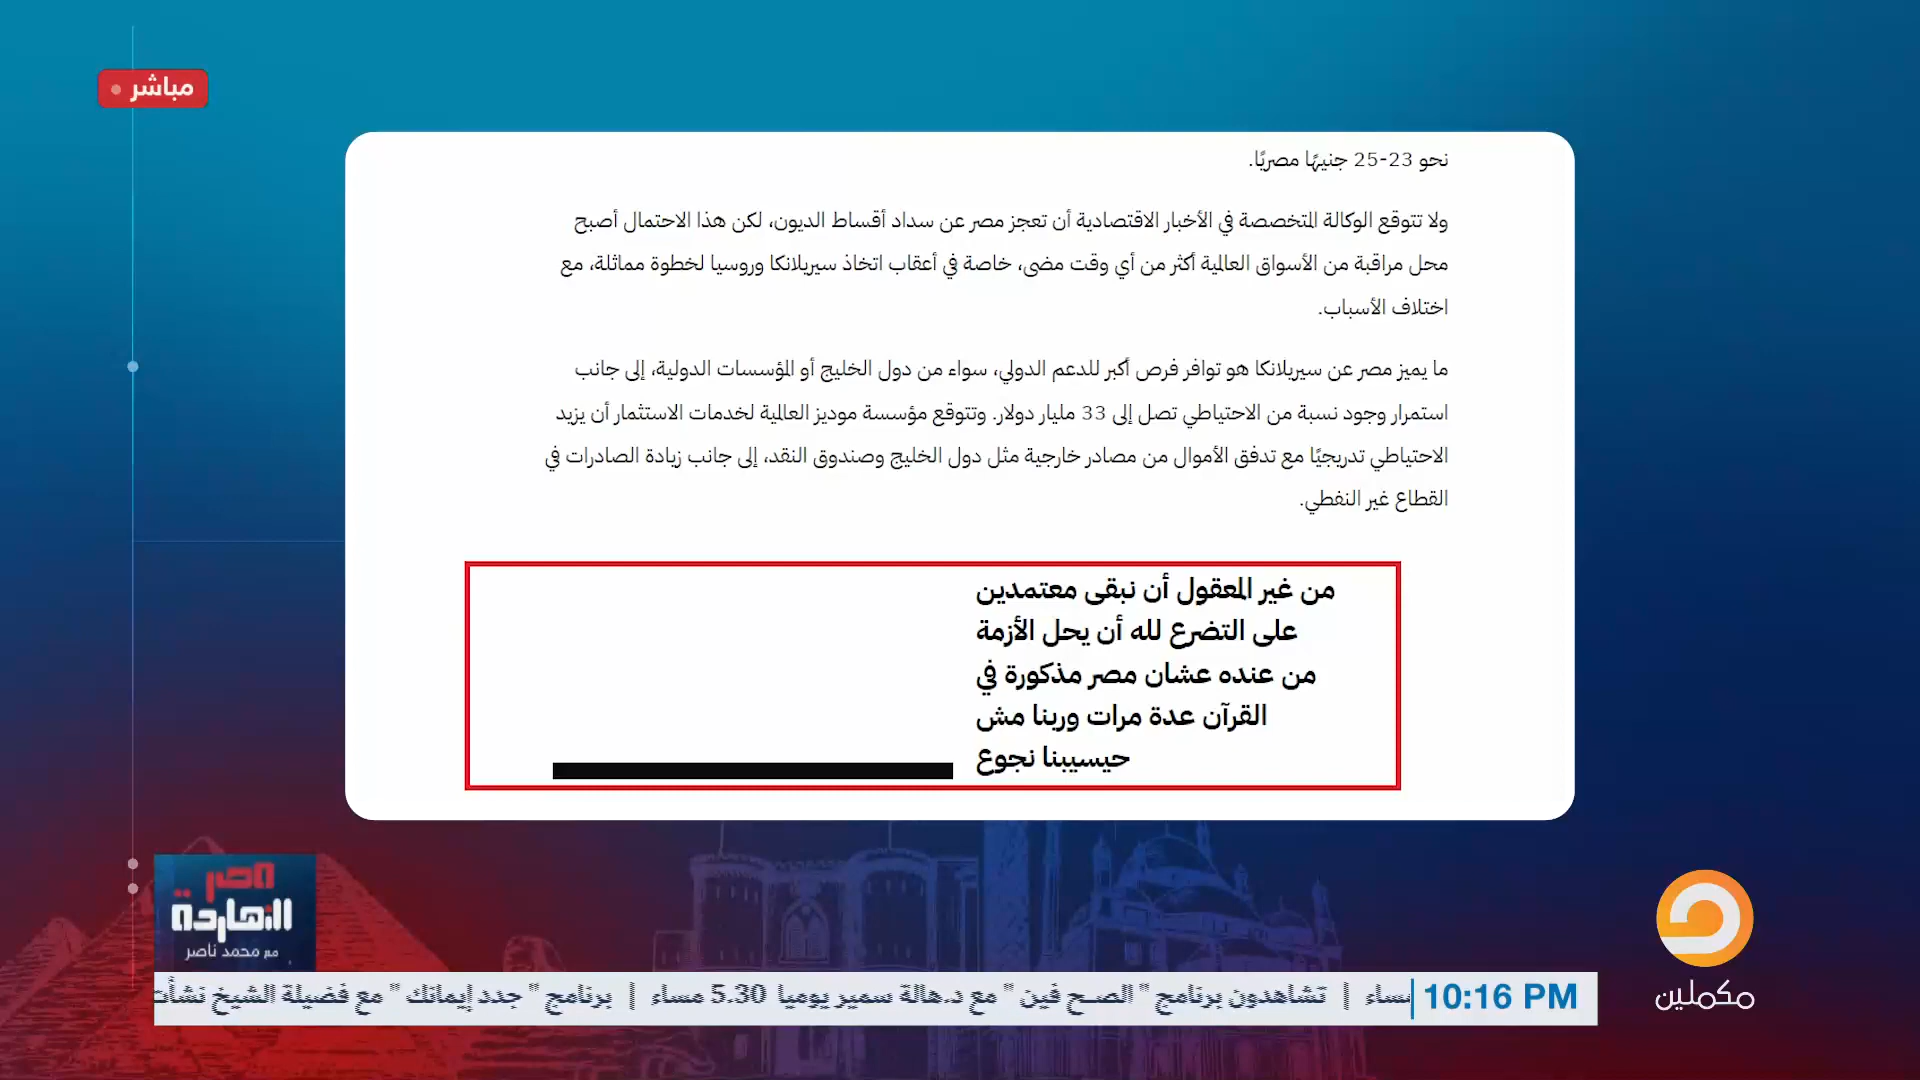 مباشر
نحو 23-25 جنيهًا مصريًا.
ولا تتوقع الوكالة المتخصصة في الأخبار الاقتصادية أن تعجز مصر عن سداد أقساط الديون، لكن هذا الاحتمال أصبح
محل مراقبة من الأسواق العالمية أكثر من أي وقت مضى، خاصة في أعقاب اتخاذ سيريلانكا وروسيا لخطوة مماثلة، مع
اختلاف الأسباب.
ما يميز مصر عن سيريلانكا هو توافر فرص أكبر للدعم الدولي، سواء من دول الخليج أو المؤسسات الدولية، إلى جانب
استمرار وجود نسبة من الاحتياطي تصل إلى 33 مليار دولار. وتتوقع مؤسسة موديز العالمية لخدمات الاستثمار أن يزيد
الاحتياطي تدريجيًا مع تدفق الأموال من مصادر خارجية مثل دول الخليج وصندوق النقد، إلى جانب زيادة الصادرات في
القطاع غير النفطي.
من غير المعقول أن نبقى معتمدين
على التضرع لله أن يحل الأزمة
من عنده عشان مصر مذكورة في
القرآن عدة مرات وربنا مش
حيسيبنا نجوع
مصر
النهاردة
مع محمد ناصر
10:16 PM
مساء | تشاهدون برنامج " الصح فين " مع د.هالة سمير يوميا 5.30 مساء | برنامج " جدد إيمانك " مع فضيلة الشيخ نشأت
مكملين